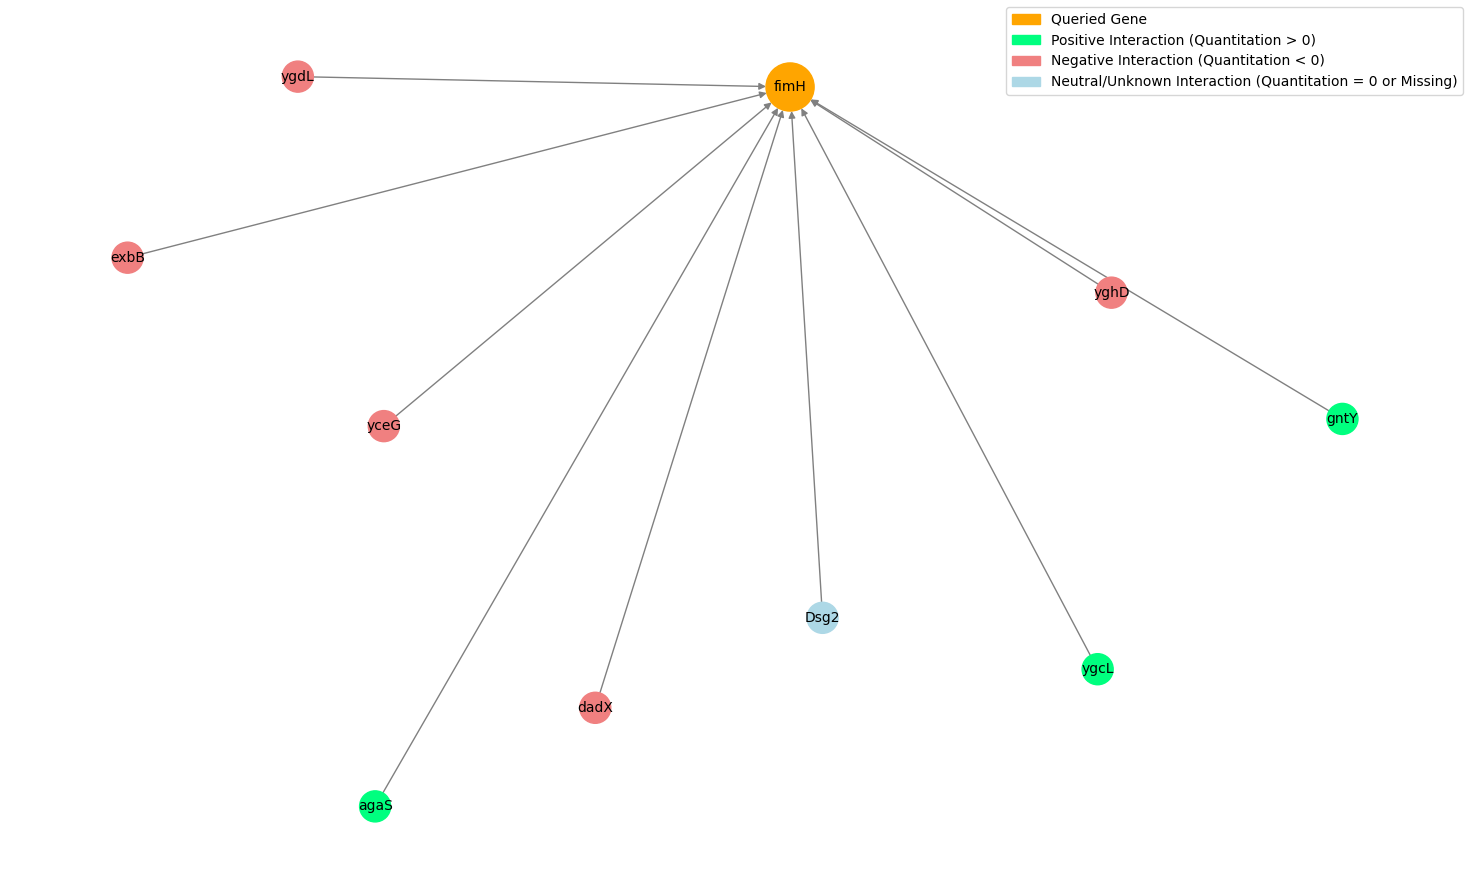 Queried Gene
Positive Interaction (Quantitation > 0)
Negative Interaction (Quantitation < 0)
Neutral/Unknown Interaction (Quantitation = 0 or Missing)
ygdL
fimH
exbB
yghD
gntY
yceG
Dsg2
ygcL
dadX
agaS